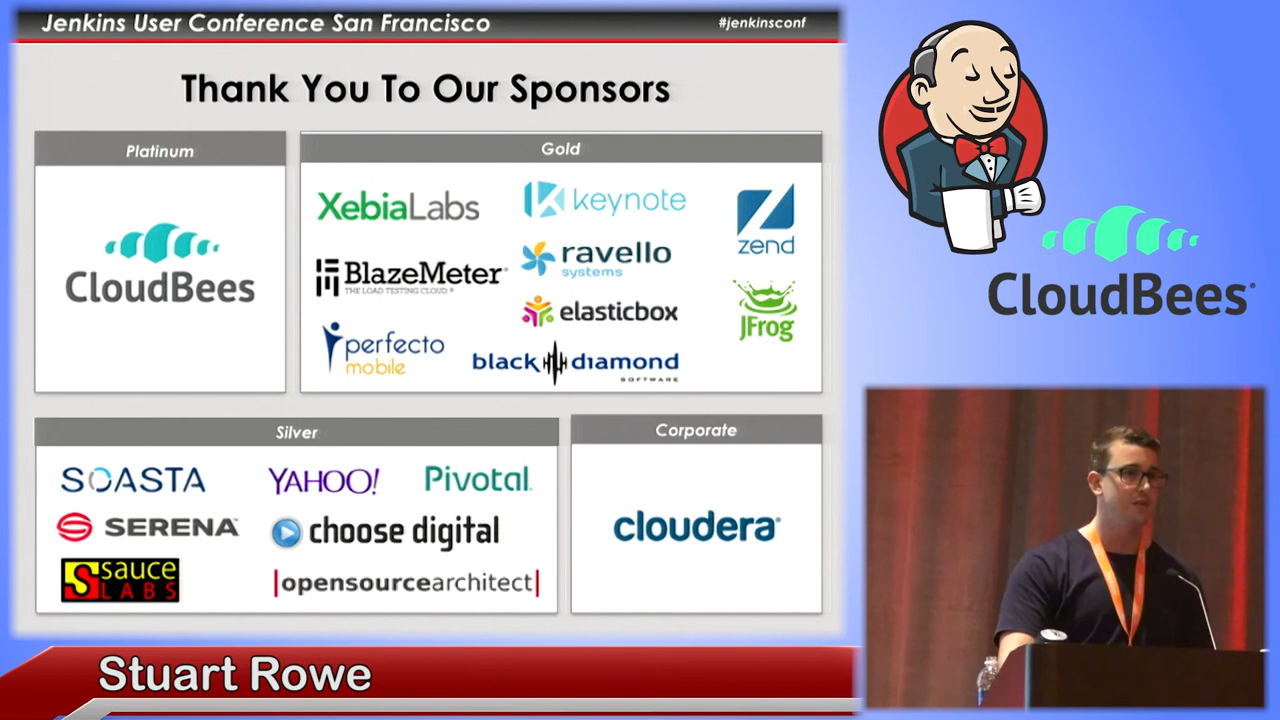 Jenkins User Conference San Francisco
#jenkinsconf
Thank You To Our Sponsors
Platinum
CloudBees
Gold
XebiaLabs
keynote
zend
BlazeMeter®
THE LOAD TESTING CLOUD®
ravello
systems
elasticbox
JFrog
perfecto
mobile
black diamond
SOFTWARE
Silver
SOASTA
YAHOO!
Pivotal.
SERENA™
choose digital
sauce
LABS
|opensourcearchitect|
Corporate
cloudera®
CloudBees®
Stuart Rowe